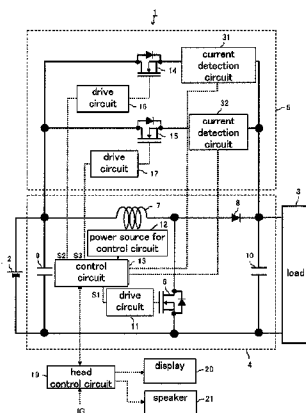 1
31
current
detection
circuit
14
drive
circuit
16
32
5
current
detection
circuit
15
drive
circuit
17
7
8
3
12
power source for
control circuit
2
9
S2
S3
13
control
circuit
6
10
load
S1
drive
circuit
11
4
19
head
control circuit
display
20
speaker
21
IG